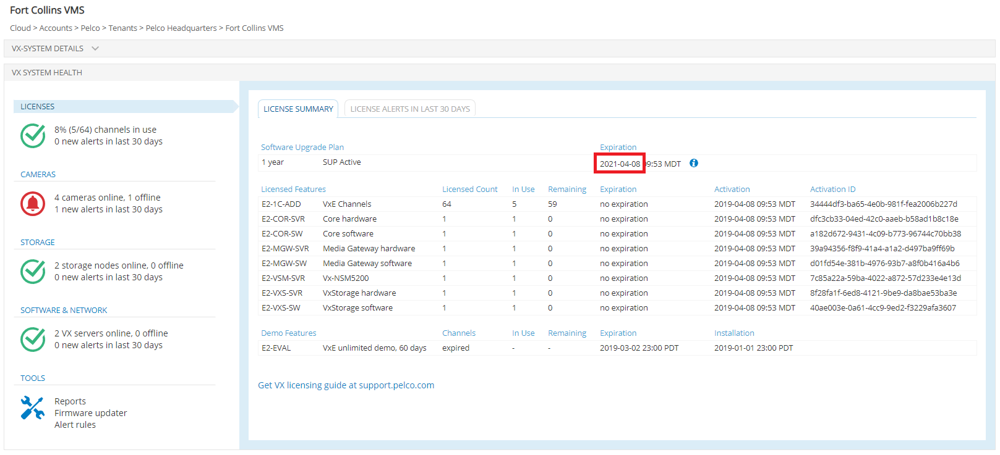 Fort Collins VMS
Cloud > Accounts > Pelco > Tenants > Pelco Headquarters > Fort Collins VMS
VX-SYSTEM DETAILS
VX SYSTEM HEALTH
LICENSES
8% (5/64) channels in use
0 new alerts in last 30 days
CAMERAS
4 cameras online, 1 offline
1 new alerts in last 30 days
STORAGE
2 storage nodes online, 0 offline
0 new alerts in last 30 days
SOFTWARE & NETWORK
2 VX servers online, 0 offline
0 new alerts in last 30 days
TOOLS
Reports
Firmware updater
Alert rules
LICENSE SUMMARY LICENSE ALERTS IN LAST 30 DAYS
Software Upgrade Plan Expiration
1 year SUP Active 2021-04-08 09:53 MDT
Licensed Features Licensed Count In Use Remaining Expiration Activation Activation ID
E2-1C-ADD VxE Channels 64 5 59 no expiration 2019-04-08 09:53 MDT 34444df3-ba65-4e0b-981f-fea2006b227d
E2-COR-SVR Core hardware 1 1 0 no expiration 2019-04-08 09:53 MDT dfc3cb33-04ed-42c0-aaeb-b58ad1b8c18e
E2-COR-SW Core software 1 1 0 no expiration 2019-04-08 09:53 MDT a182d672-9431-4c09-b773-96744c70bb38
E2-MGW-SVR Media Gateway hardware 1 1 0 no expiration 2019-04-08 09:53 MDT 39a94356-f8f9-41a4-a1a2-d497ba9ff69b
E2-MGW-SW Media Gateway software 1 1 0 no expiration 2019-04-08 09:53 MDT d01fd54e-381b-4976-93b7-a8f0b416a4b6
E2-VSM-SVR Vx-NSM5200 1 1 0 no expiration 2019-04-08 09:53 MDT 7c85a22a-59ba-4022-a872-57d233e4e13d
E2-VXS-SVR VxStorage hardware 1 1 0 no expiration 2019-04-08 09:53 MDT 8f28fa1f-6ed8-4121-9be9-da8bae53ba3e
E2-VXS-SW VxStorage software 1 1 0 no expiration 2019-04-08 09:53 MDT 40ae003e-0a61-4cc9-9ed2-f3229afa3607
Demo Features Channels In Use Remaining Expiration Installation
E2-EVAL VxE unlimited demo, 60 days expired - - 2019-03-02 23:00 PDT 2019-01-01 23:00 PDT
Get VX licensing guide at support.pelco.com